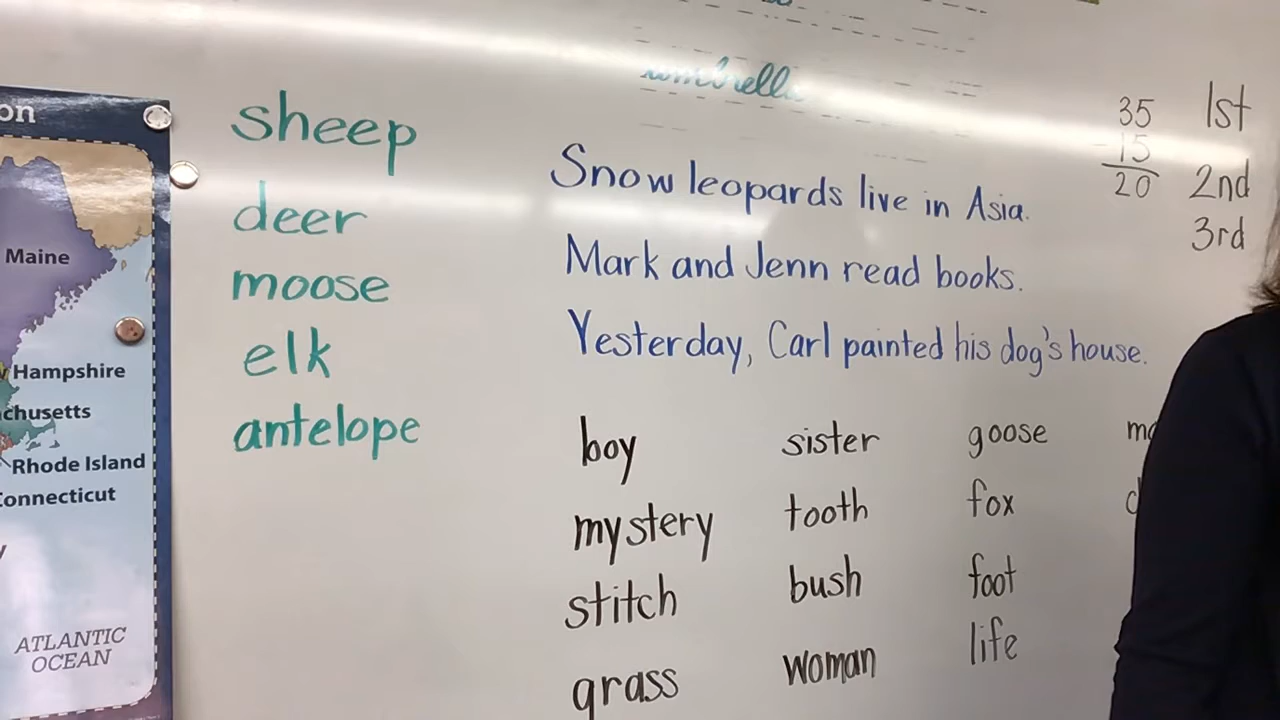 on
Maine
Hampshire
chusetts
Rhode Island
Connecticut
ATLANTIC
OCEAN
sheep
deer
moose
elk
antelope
umbrella
Snow leopards live in Asia.
Mark and Jenn read books.
Yesterday, Carl painted his dog's house.
boy sister goose
mystery tooth fox
stitch bush foot
grass woman life
35
-15
20
1st
2nd
3rd